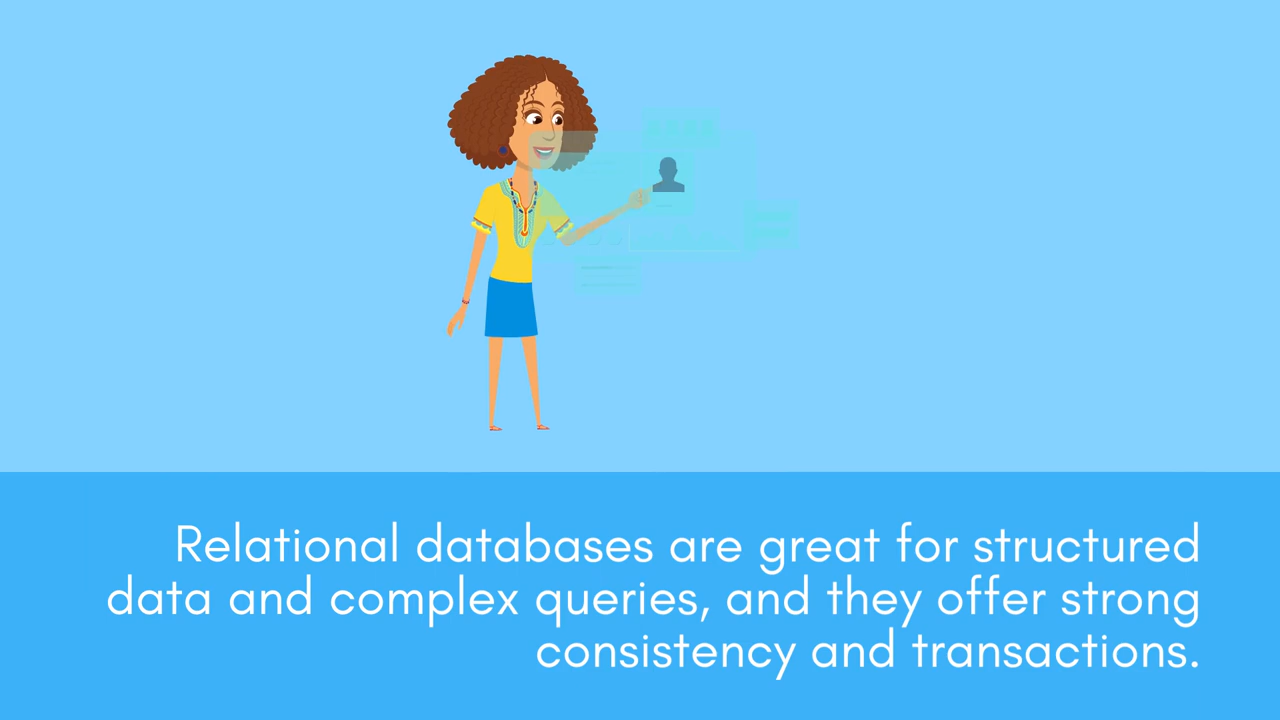 Relational databases are great for structured
data and complex queries, and they offer strong
consistency and transactions.